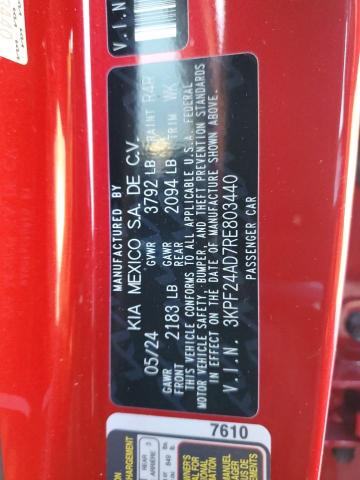 MANUFACTURED BY
KIA MEXICO S.A. DE C.V.
05/24 GVWR 3792 LB PAINT R4R
GAWR FRONT 2183 LB GAWR REAR 2094 LB TRIM WK
THIS VEHICLE CONFORMS TO ALL APPLICABLE U.S.A. FEDERAL
MOTOR VEHICLE SAFETY, BUMPER, AND THEFT PREVENTION STANDARDS
IN EFFECT ON THE DATE OF MANUFACTURE SHOWN ABOVE.
V.I.N. 3KPF24AD7RE803440
PASSENGER CAR
V.I.N
7610
REAR
ARRIÈRE